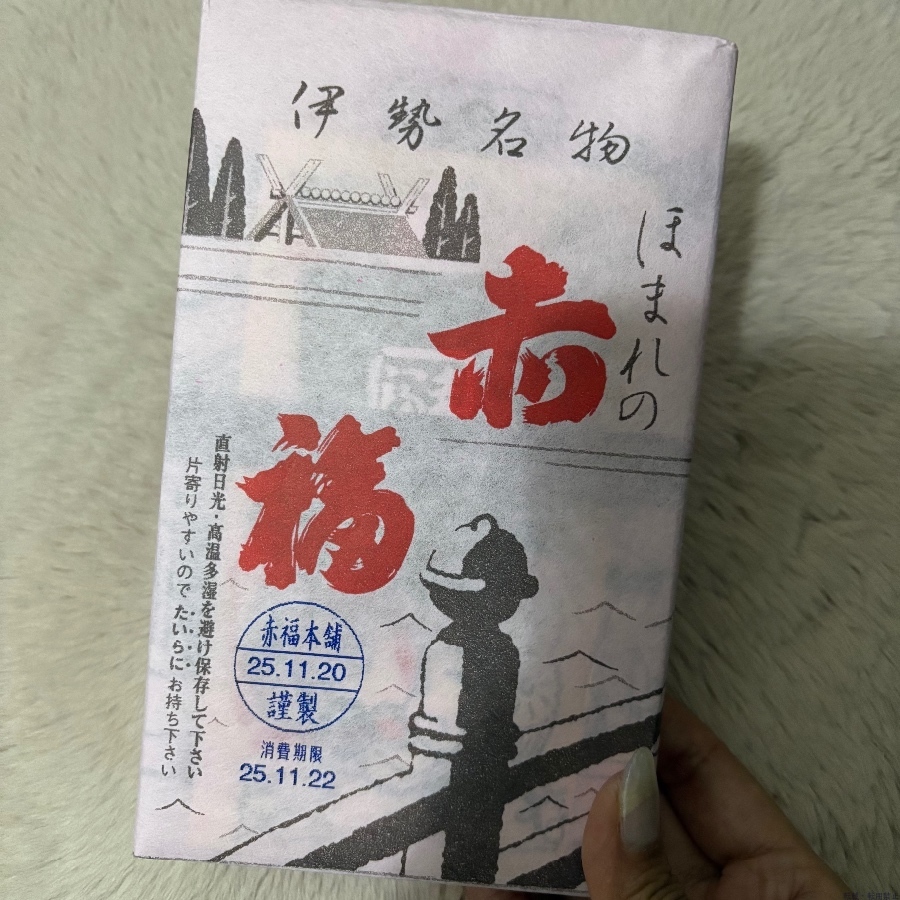 伊勢名物
ほまれの
赤福
直射日光・高温多湿を避け保存して下さい
片寄りやすいので たいらに お持ち下さい
赤福本舗
25.11.20
謹製
消費期限
25.11.22